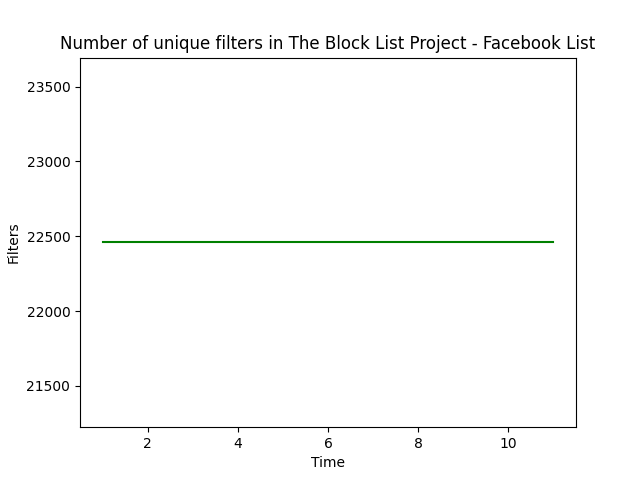 Number of unique filters in The Block List Project - Facebook List
23500
23000
22500
22000
21500
Filters
2 4 6 8 10
Time